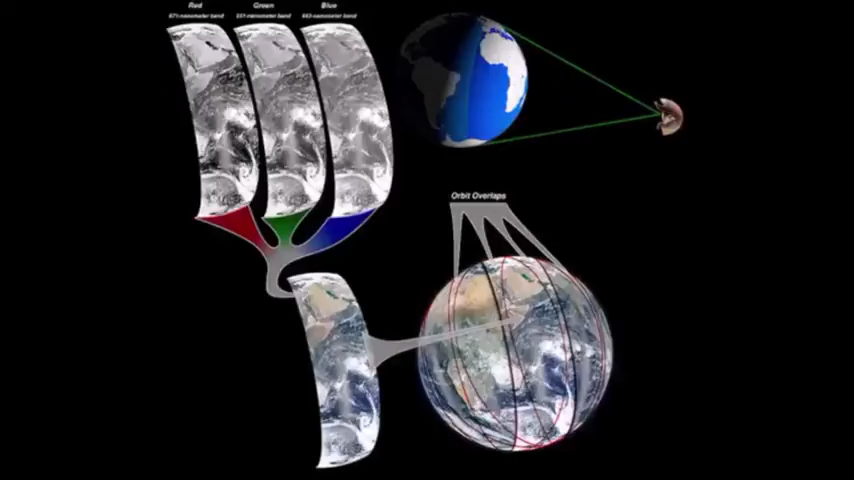 Red
671-nanometer band
Green
551-nanometer band
Blue
443-nanometer band
Orbit Overlaps